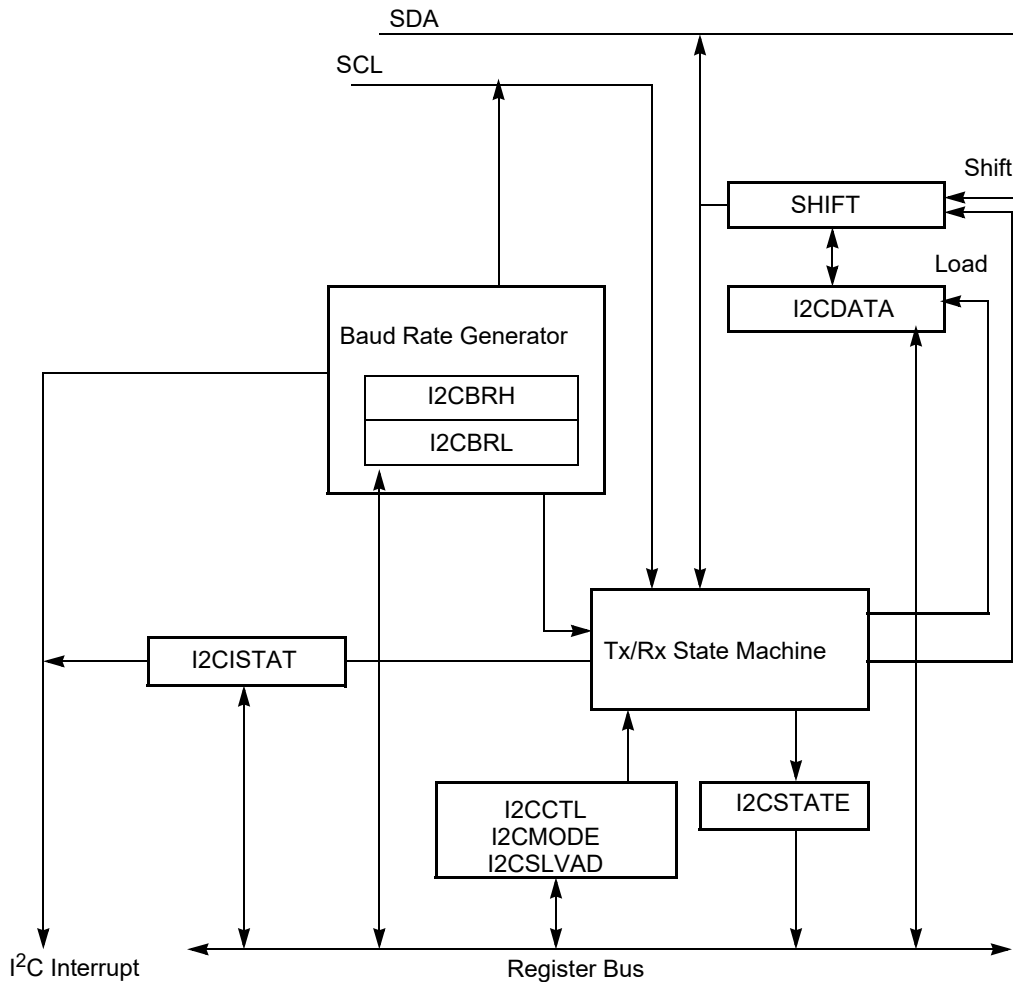 SDA
SCL
Shift
SHIFT
Load
I2CDATA
Baud Rate Generator
I2CBRH
I2CBRL
Tx/Rx State Machine
I2CISTAT
I2CCTL
I2CMODE
I2CSLVAD
I2CSTATE
I²C Interrupt
Register Bus